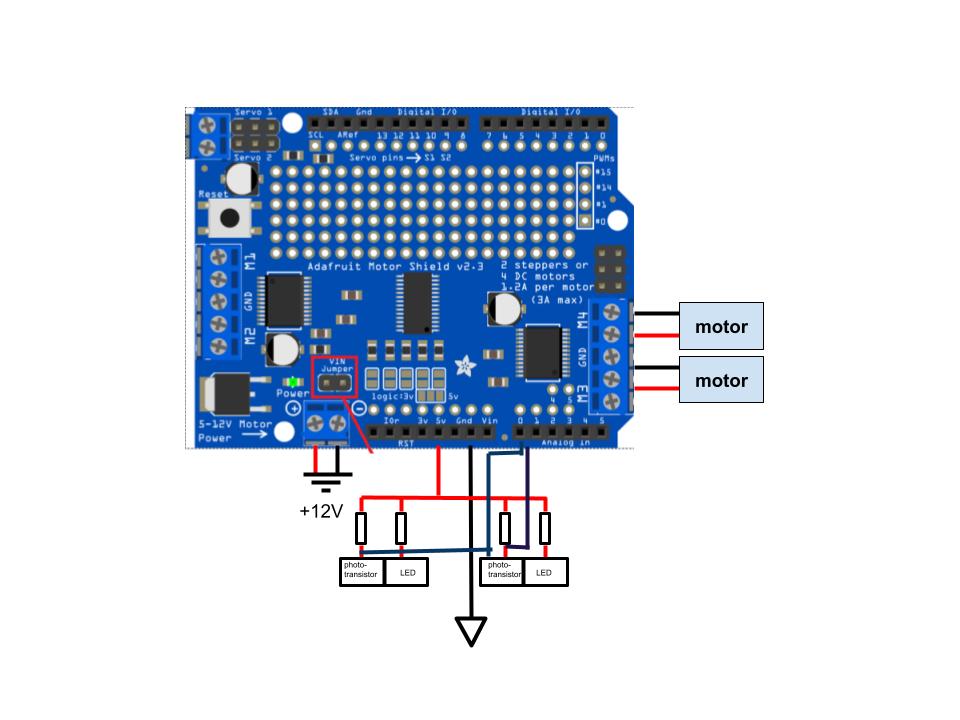 Servo 1
SDA Gnd Digital I/O Digital I/O
SCL ARef 13 12 11 10 9 8 7 6 5 4 3 2 1 0
Servo 2
Servo pins → S1 S2
PWMs
#15
#14
#1
#0
Reset
M1
GND
M2
Adafruit Motor Shield v2.3
2 steppers or
4 DC motors
1.2A per motor
(3A max)
M4
GND
M3
motor
motor
VIN
Jumper
Power
logic:3v 5v
4 5
5-12V Motor
Power →
+ −
IOr 3v 5v Gnd Vin 0 1 2 3 4 5
RST Analog In
+12V
photo-
transistor
LED
photo-
transistor
LED